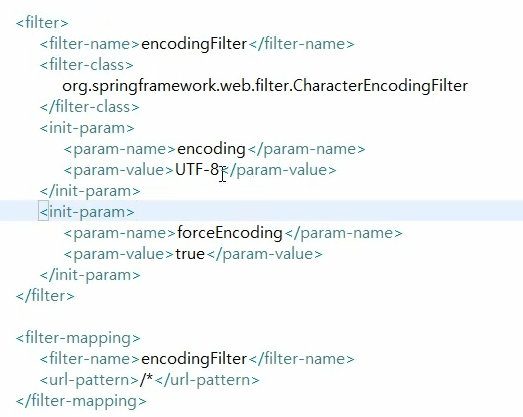 <filter>
<filter-name>encodingFilter</filter-name>
<filter-class>
org.springframework.web.filter.CharacterEncodingFilter
</filter-class>
<init-param>
<param-name>encoding</param-name>
<param-value>UTF-8</param-value>
</init-param>
<init-param>
<param-name>forceEncoding</param-name>
<param-value>true</param-value>
</init-param>
</filter>
<filter-mapping>
<filter-name>encodingFilter</filter-name>
<url-pattern>/*</url-pattern>
</filter-mapping>